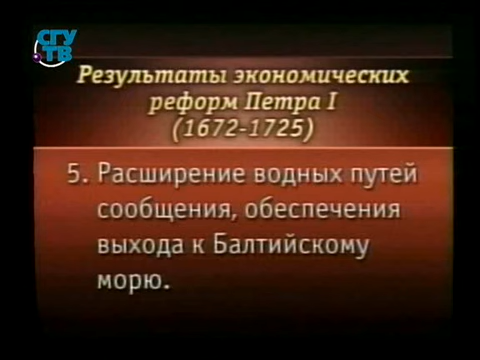 СГУ
ТВ
Результаты экономических
реформ Петра I
(1672-1725)
5. Расширение водных путей
сообщения, обеспечения
выхода к Балтийскому
морю.